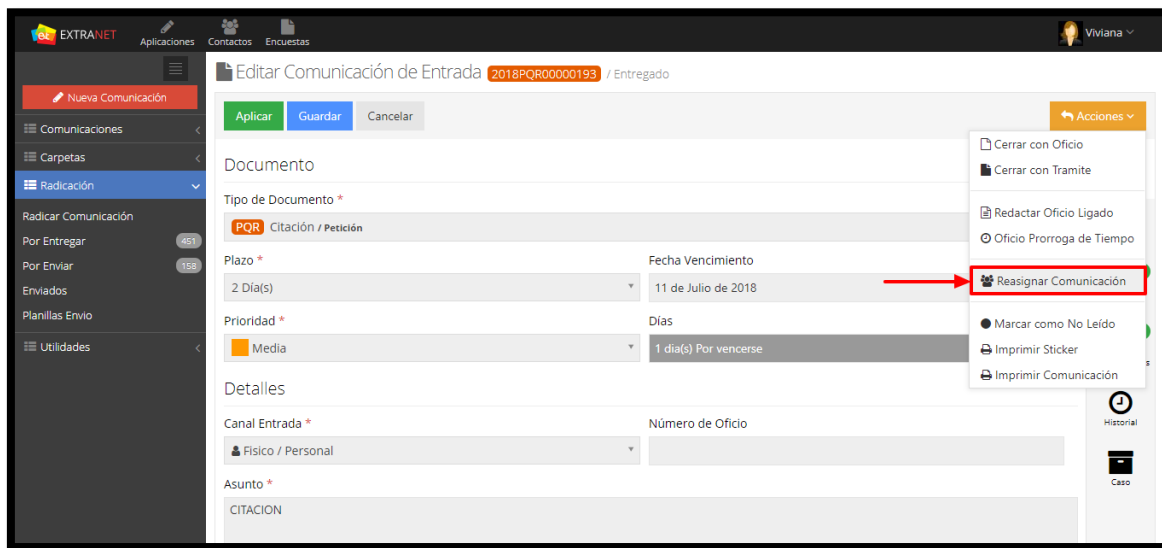 EXTRANET
Aplicaciones
Contactos
Encuestas
Viviana
Nueva Comunicación
Comunicaciones
Carpetas
Radicación
Radicar Comunicación
Por Entregar 451
Por Enviar 158
Enviados
Planillas Envio
Utilidades
Editar Comunicación de Entrada 2018PQR00000193 / Entregado
Aplicar Guardar Cancelar
Acciones
Cerrar con Oficio
Cerrar con Tramite
Redactar Oficio Ligado
Oficio Prorroga de Tiempo
Reasignar Comunicación
Marcar como No Leído
Imprimir Sticker
Imprimir Comunicación
Documento
Tipo de Documento *
PQR Citación / Petición
Plazo * Fecha Vencimiento
2 Día(s) 11 de Julio de 2018
Prioridad * Días
Media 1 dia(s) Por vencerse
Detalles
Canal Entrada * Número de Oficio
Fisico / Personal
Asunto *
CITACION
Historial
Caso